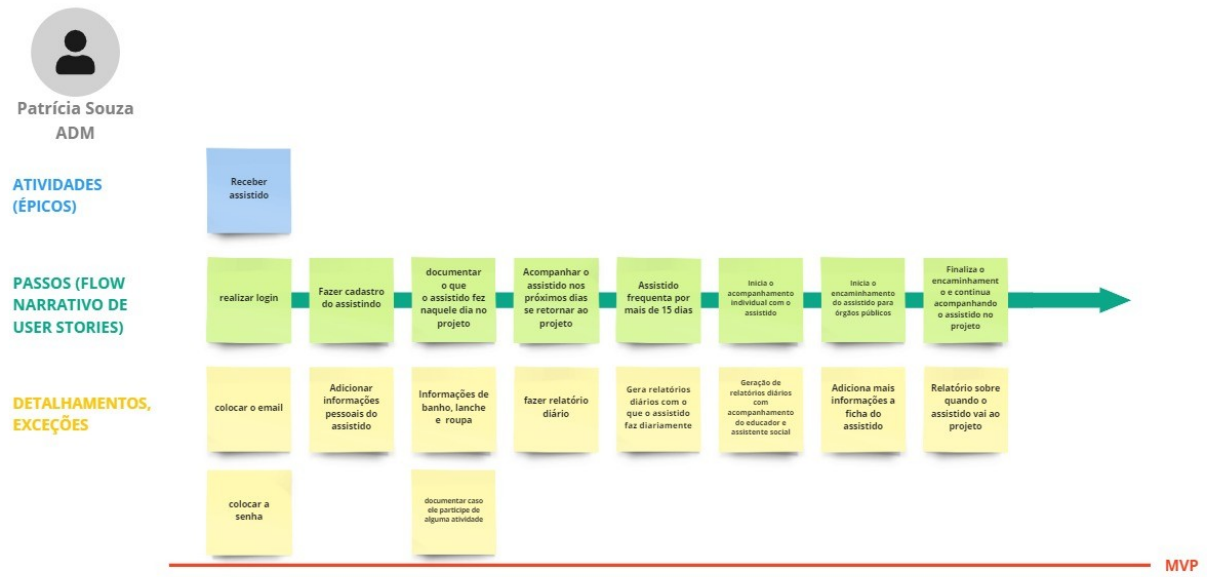 Patrícia Souza
ADM
ATIVIDADES
(ÉPICOS)
Receber
assistido
PASSOS (FLOW
NARRATIVO DE
USER STORIES)
realizar login
Fazer cadastro
do assistindo
documentar
o que
o assistido fez
naquele dia no
projeto
Acompanhar o
assistido nos
próximos dias
se retornar ao
projeto
Assistido
frequenta por
mais de 15 dias
Inicia o
acompanhamento
individual com o
assistido
Inicia o
encaminhamento
do assistido para
órgãos públicos
Finaliza o
encaminhament
o e continua
acompanhando
o assistido no
projeto
DETALHAMENTOS,
EXCEÇÕES
colocar o email
Adicionar
informações
pessoais do
assistido
Informações de
banho, lanche
e roupa
fazer relatório
diário
Gera relatórios
diários com o
que o assistido
faz diariamente
Geração de
relatórios diários
com
acompanhamento
do educador e
assistente social
Adiciona mais
informações a
ficha do
assistido
Relatório sobre
quando o
assistido vai ao
projeto
colocar a
senha
documentar caso
ele participe de
alguma atividade
MVP